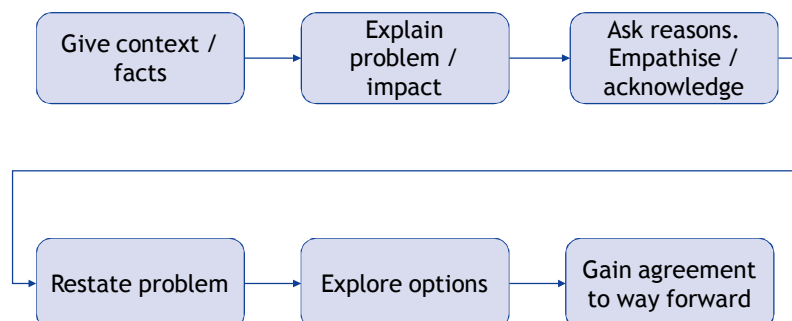 Give context /
facts
Explain
problem /
impact
Ask reasons.
Empathise /
acknowledge
Restate problem
Explore options
Gain agreement
to way forward